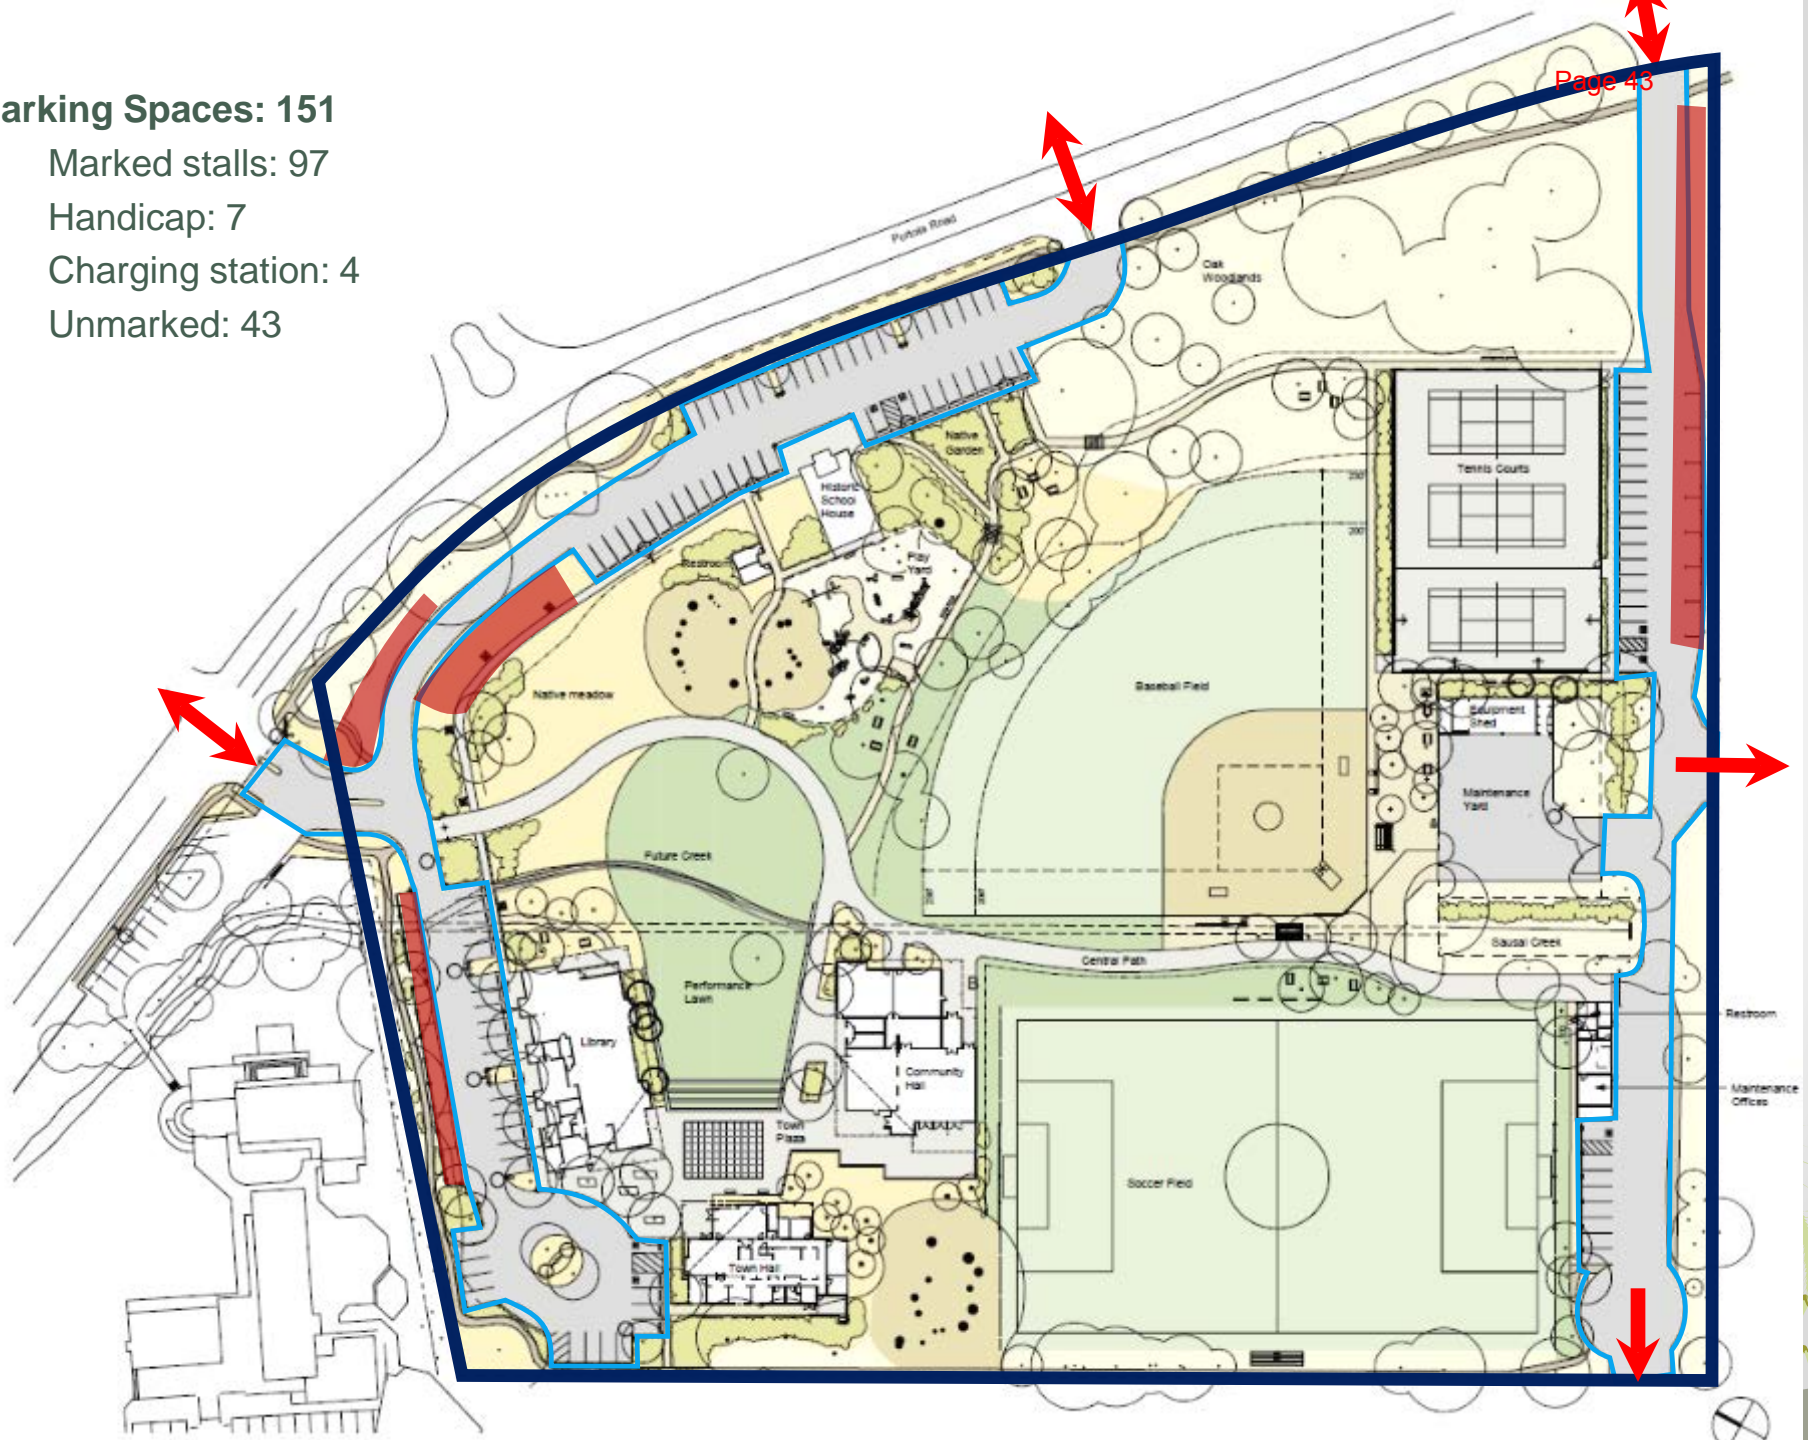 Page 43
arking Spaces: 151
Marked stalls: 97
Handicap: 7
Charging station: 4
Unmarked: 43
Portola Road
Oak
Woodlands
Native
Garden
Historic
School
House
Tennis Courts
Play
Yard
Restroom
Native meadow
Baseball Field
Equipment
Shed
Maintenance
Yard
Future Creek
Sausal Creek
Central Path
Performance
Lawn
Library
Community
Hall
Restroom
Maintenance
Offices
Town
Plaza
Soccer Field
Town Hall